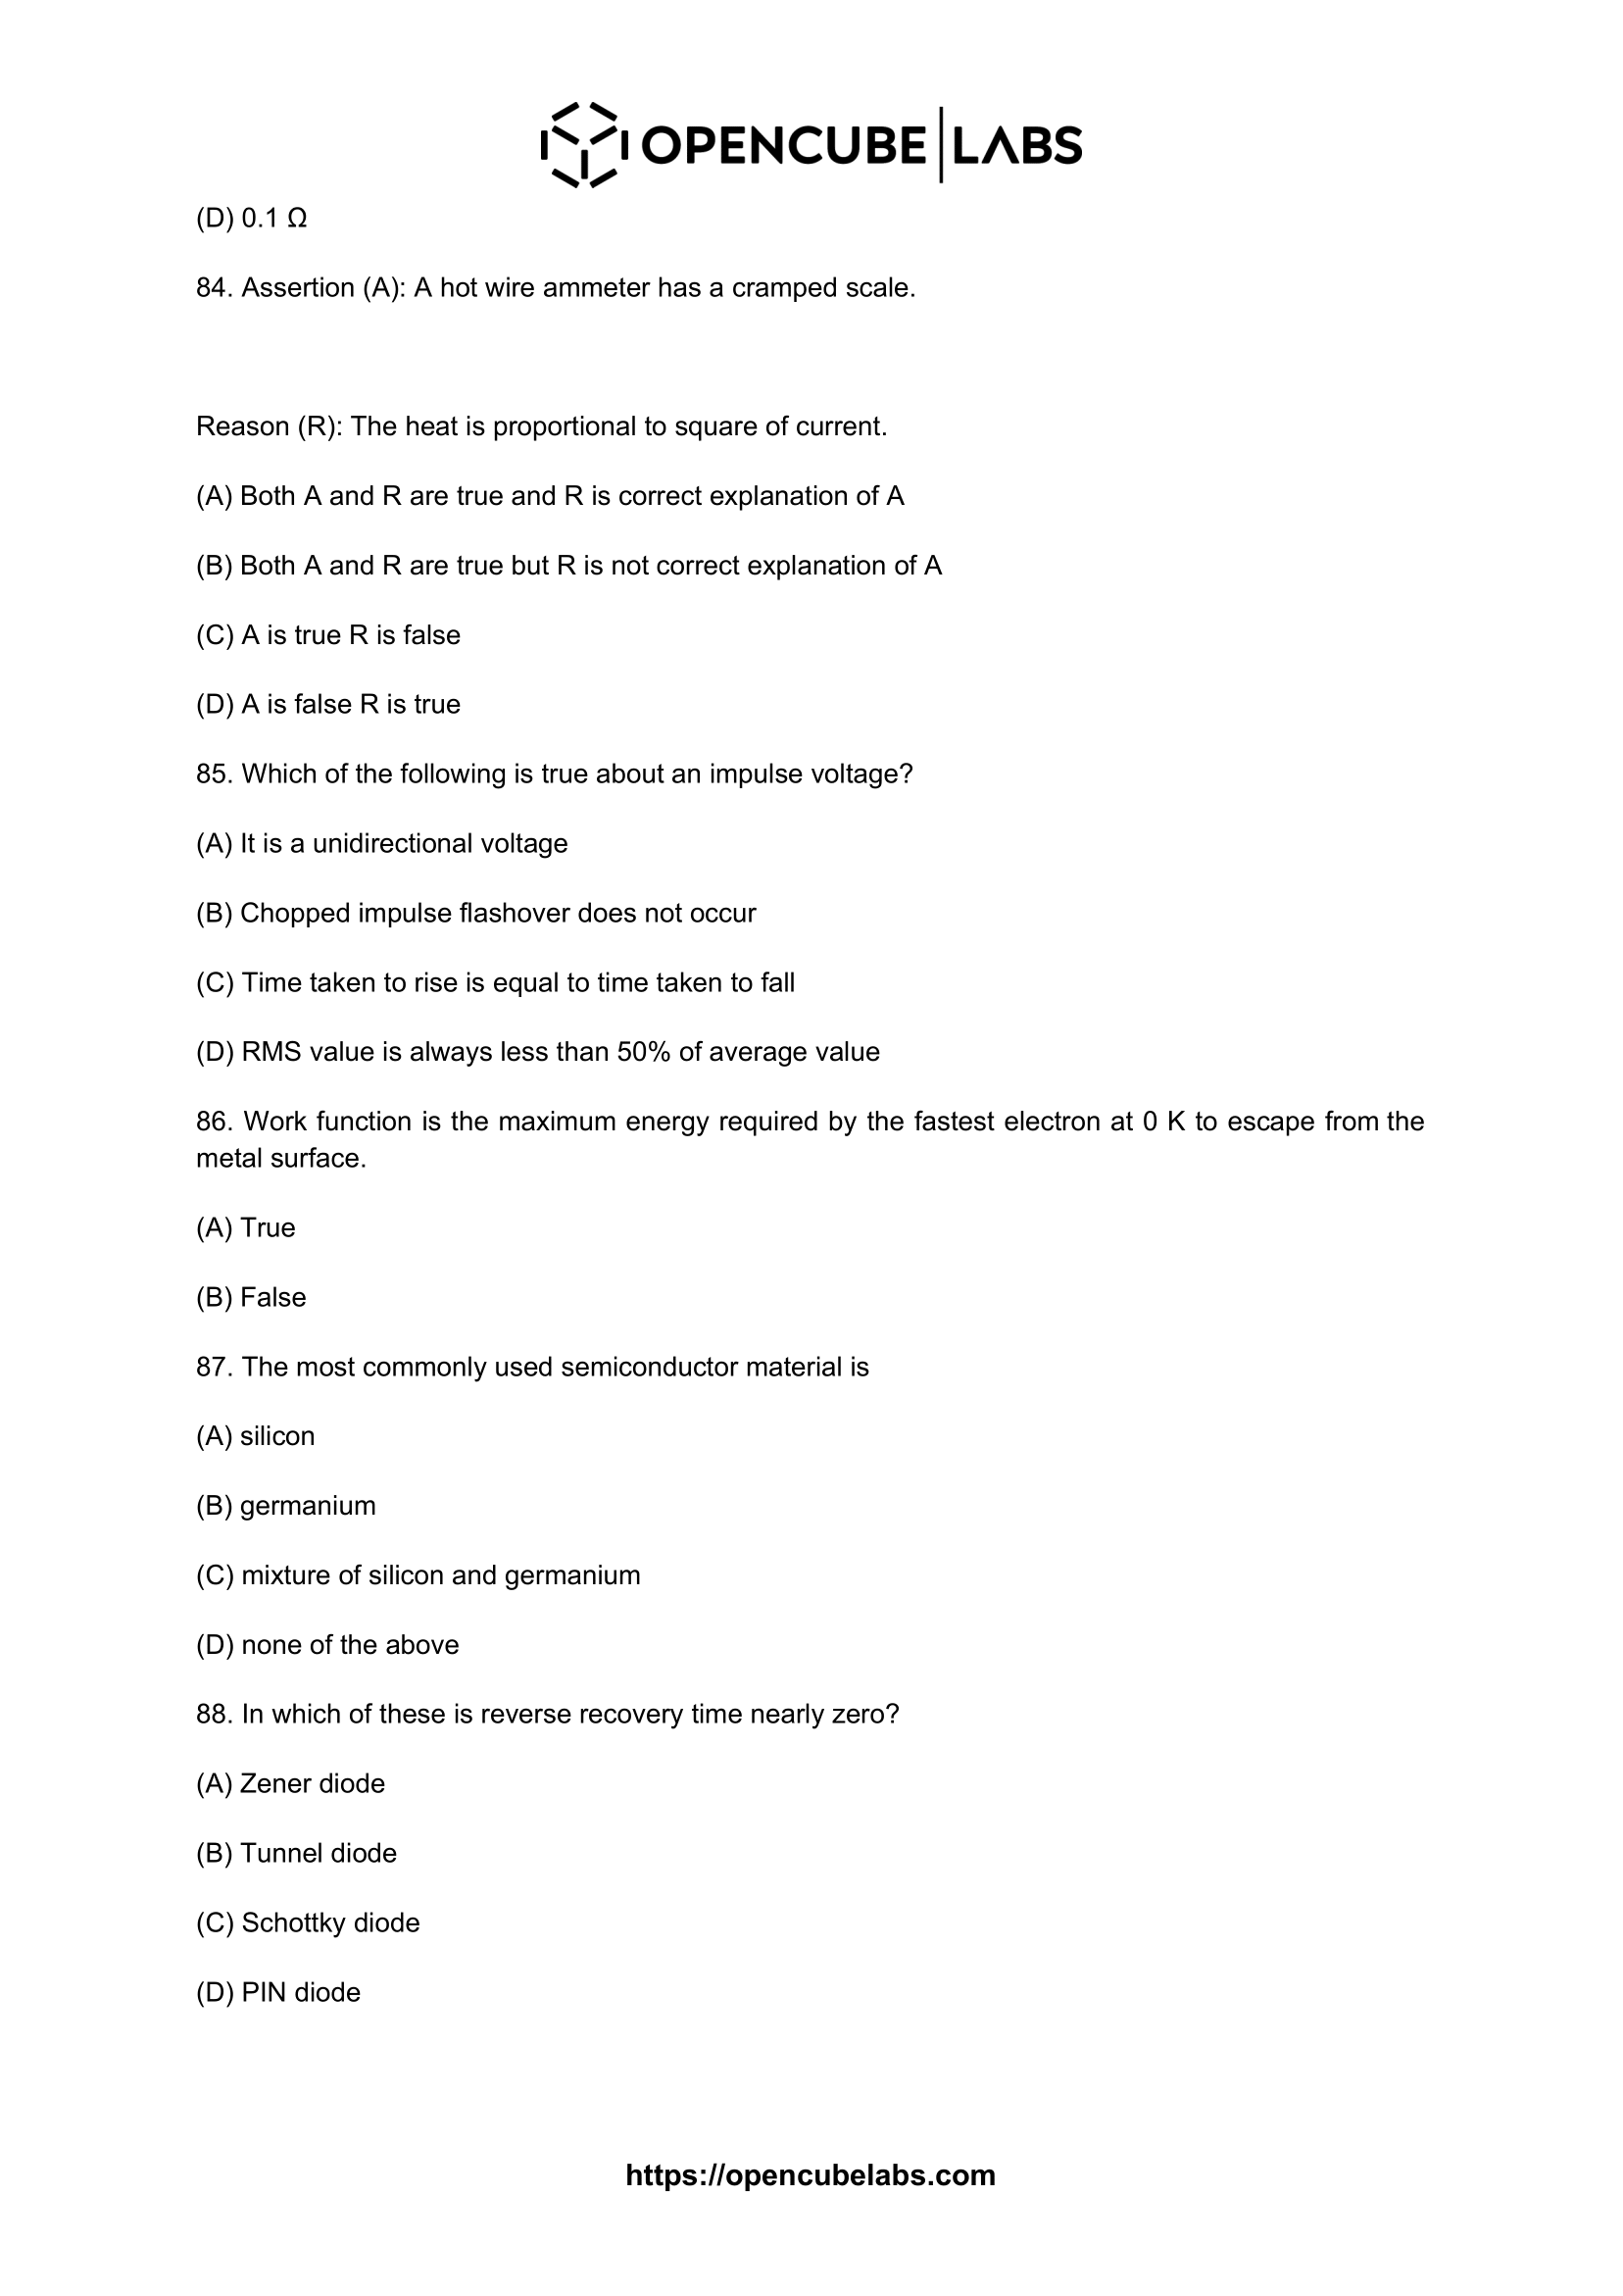 OPENCUBE LABS
(D) 0.1 Ω
84. Assertion (A): A hot wire ammeter has a cramped scale.
Reason (R): The heat is proportional to square of current.
(A) Both A and R are true and R is correct explanation of A
(B) Both A and R are true but R is not correct explanation of A
(C) A is true R is false
(D) A is false R is true
85. Which of the following is true about an impulse voltage?
(A) It is a unidirectional voltage
(B) Chopped impulse flashover does not occur
(C) Time taken to rise is equal to time taken to fall
(D) RMS value is always less than 50% of average value
86. Work function is the maximum energy required by the fastest electron at 0 K to escape from the
metal surface.
(A) True
(B) False
87. The most commonly used semiconductor material is
(A) silicon
(B) germanium
(C) mixture of silicon and germanium
(D) none of the above
88. In which of these is reverse recovery time nearly zero?
(A) Zener diode
(B) Tunnel diode
(C) Schottky diode
(D) PIN diode
https://opencubelabs.com